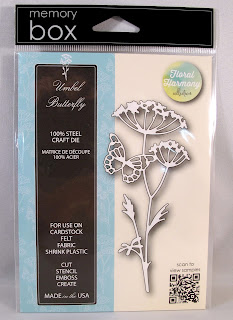 memory
box
Umbel
Butterfly
100% STEEL
CRAFT DIE
MATRICE DE DÉCOUPE
100% ACIER
FOR USE ON
CARDSTOCK
FELT
FABRIC
SHRINK PLASTIC
CUT
STENCIL
EMBOSS
CREATE
MADE in the USA
Floral
Harmony
scan to
view samples